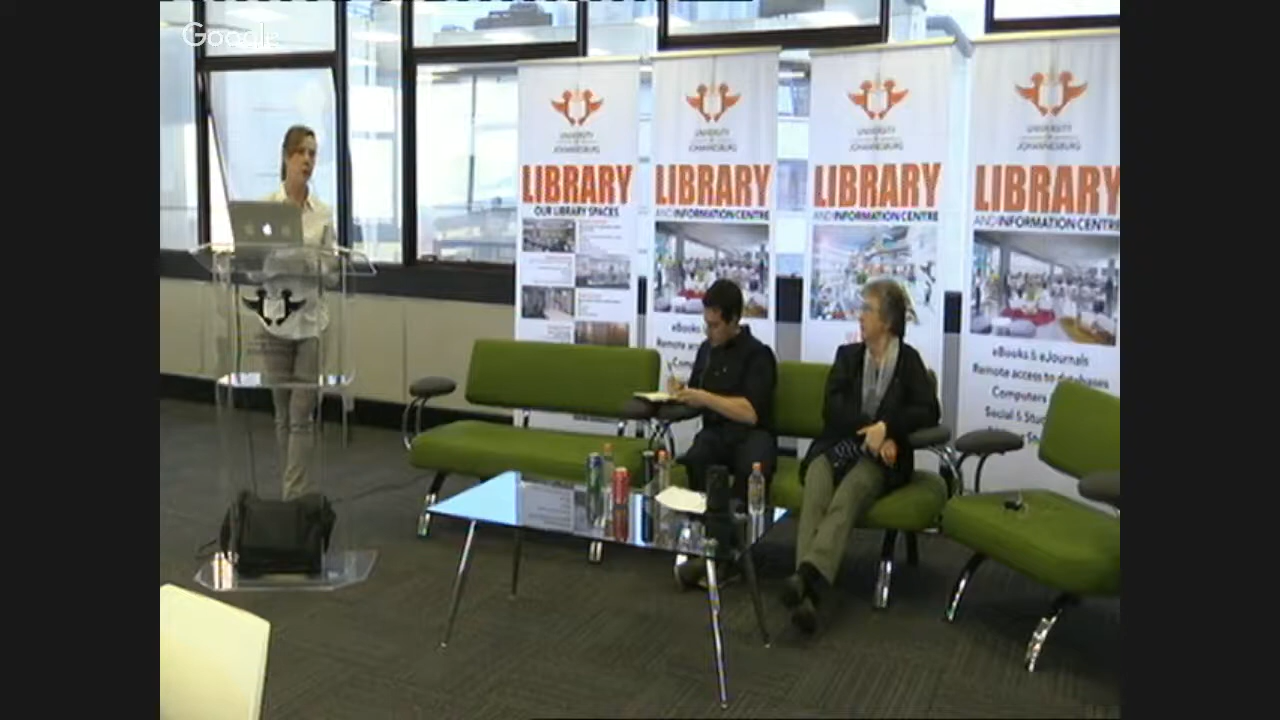 Google
UNIVERSITY
OF
JOHANNESBURG
LIBRARY
OUR LIBRARY SPACES
UNIVERSITY
OF
JOHANNESBURG
LIBRARY
AND INFORMATION CENTRE
eBooks
Remote
UNIVERSITY
OF
JOHANNESBURG
LIBRARY
AND INFORMATION CENTRE
UNIVERSITY
OF
JOHANNESBURG
LIBRARY
AND INFORMATION CENTRE
eBooks & eJournals
Remote access to databases
Computers
Social &